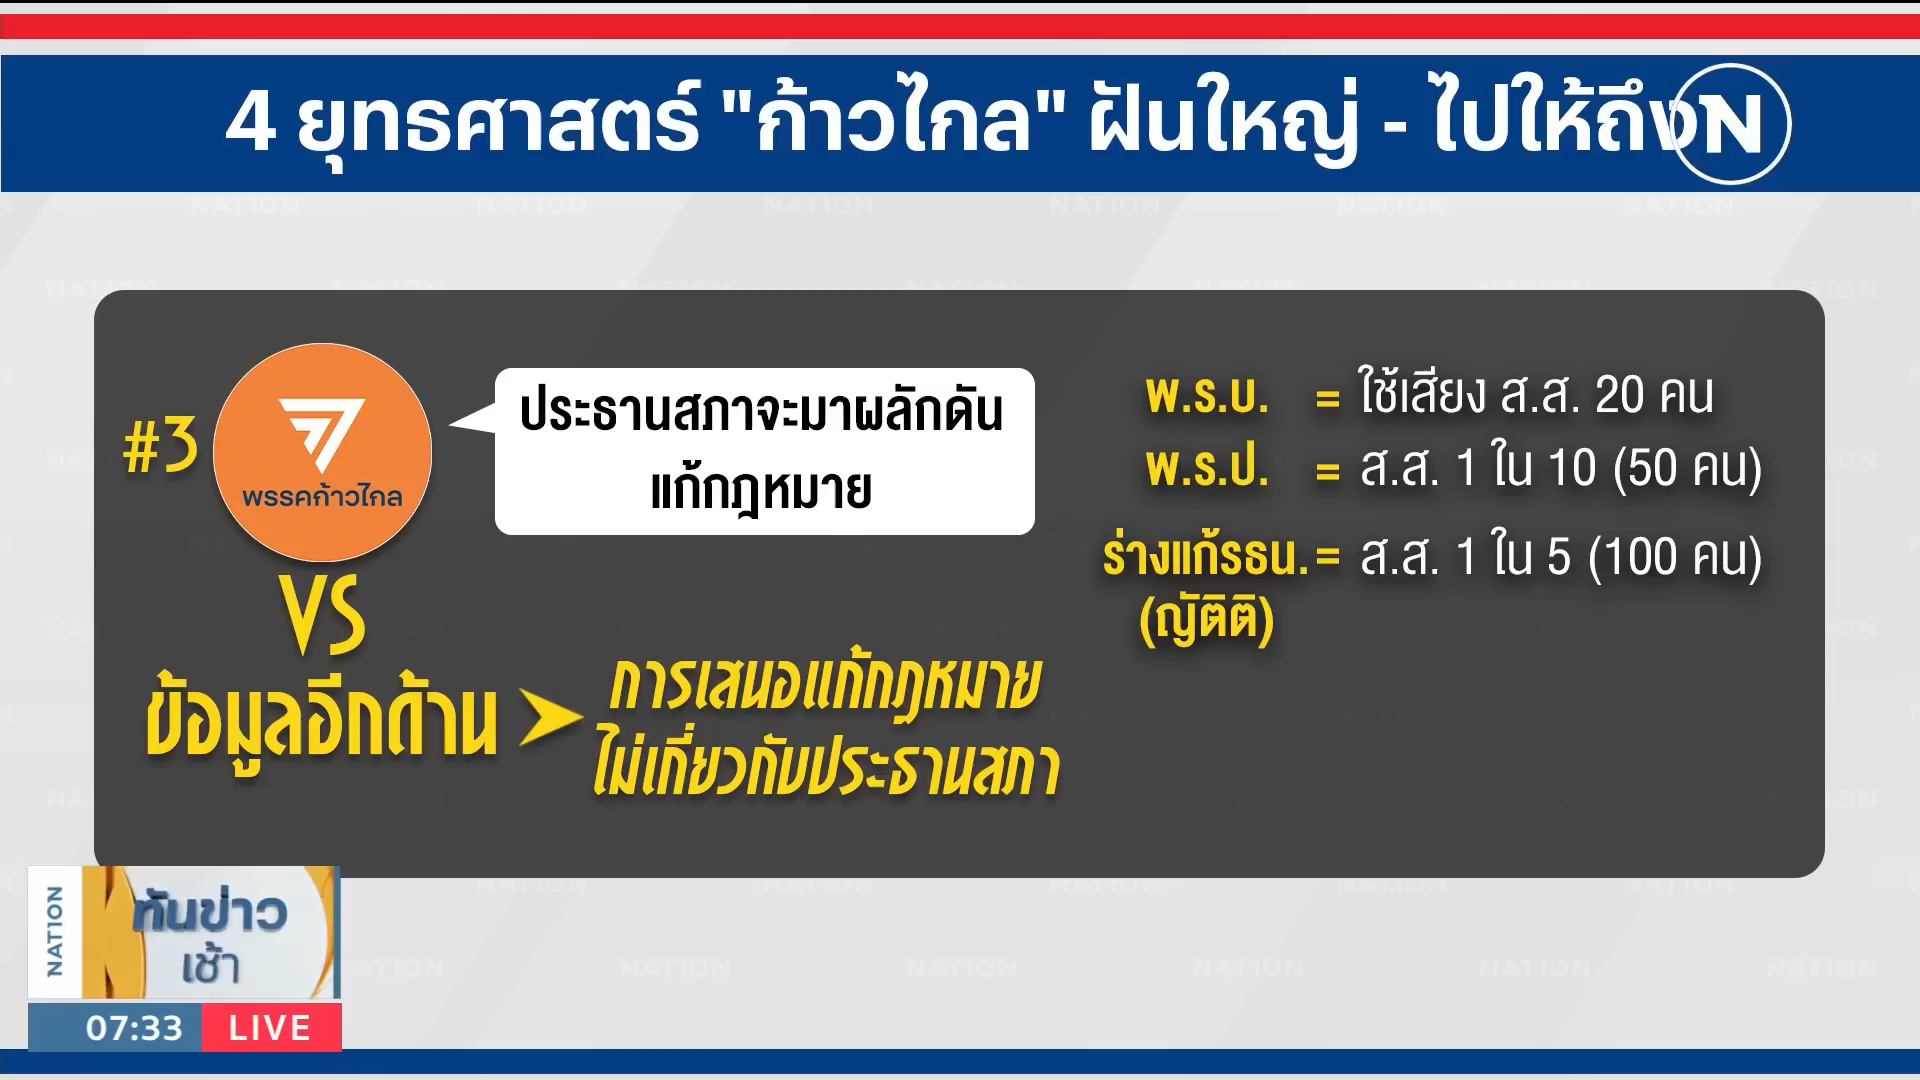 4 ยุทธศาสตร์ "ก้าวไกล" ฝันใหญ่ - ไปให้ถึง
N
#3
พรรคก้าวไกล
ประธานสภาจะมาผลักดัน
แก้กฎหมาย
VS
ข้อมูลอีกด้าน
การเสนอแก้กฎหมาย
ไม่เกี่ยวกับประธานสภา
พ.ร.บ. = ใช้เสียง ส.ส. 20 คน
พ.ร.ป. = ส.ส. 1 ใน 10 (50 คน)
ร่างแก้รธน. = ส.ส. 1 ใน 5 (100 คน)
(ญัติติ)
NATION
ทันข่าว
เช้า
07:33 LIVE